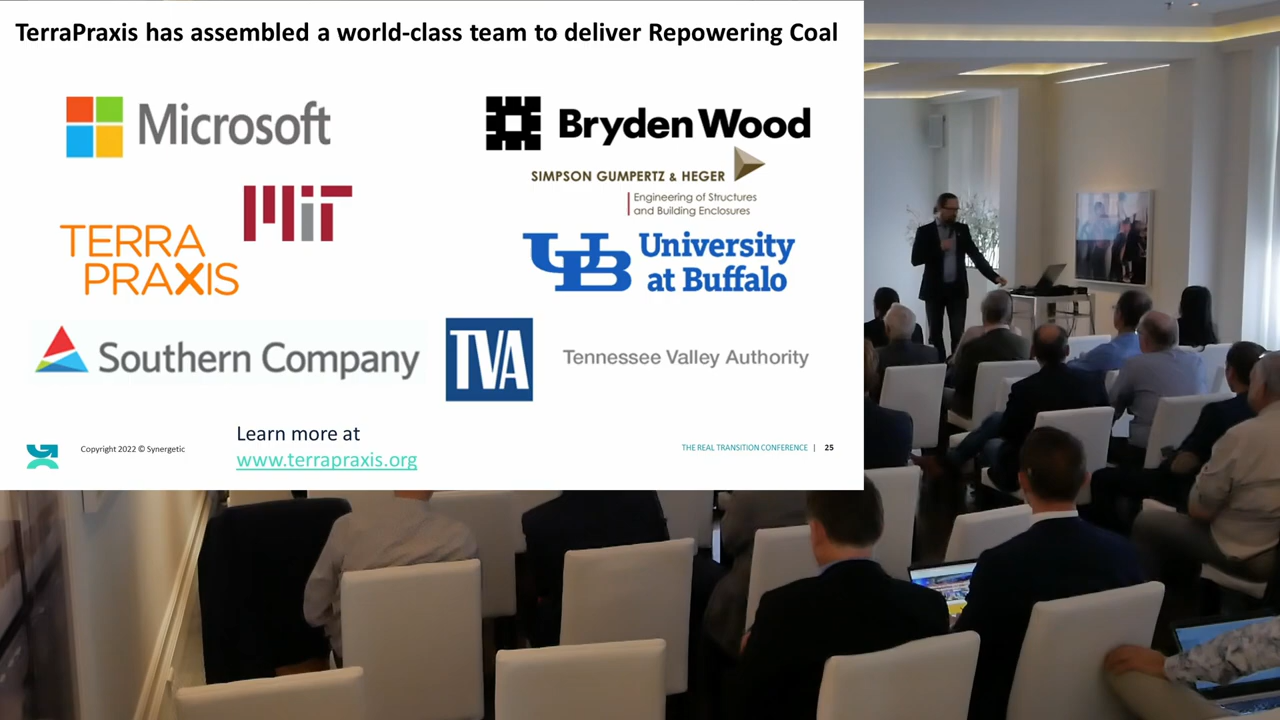 TerraPraxis has assembled a world-class team to deliver Repowering Coal
Microsoft
Bryden Wood
SIMPSON GUMPERTZ & HEGER
Engineering of Structures
and Building Enclosures
MIT
TERRA
PRAXIS
UB
University
at Buffalo
Southern Company
TVA
Tennessee Valley Authority
Learn more at
www.terrapraxis.org
Copyright 2022 © Synergetic
THE REAL TRANSITION CONFERENCE | 25